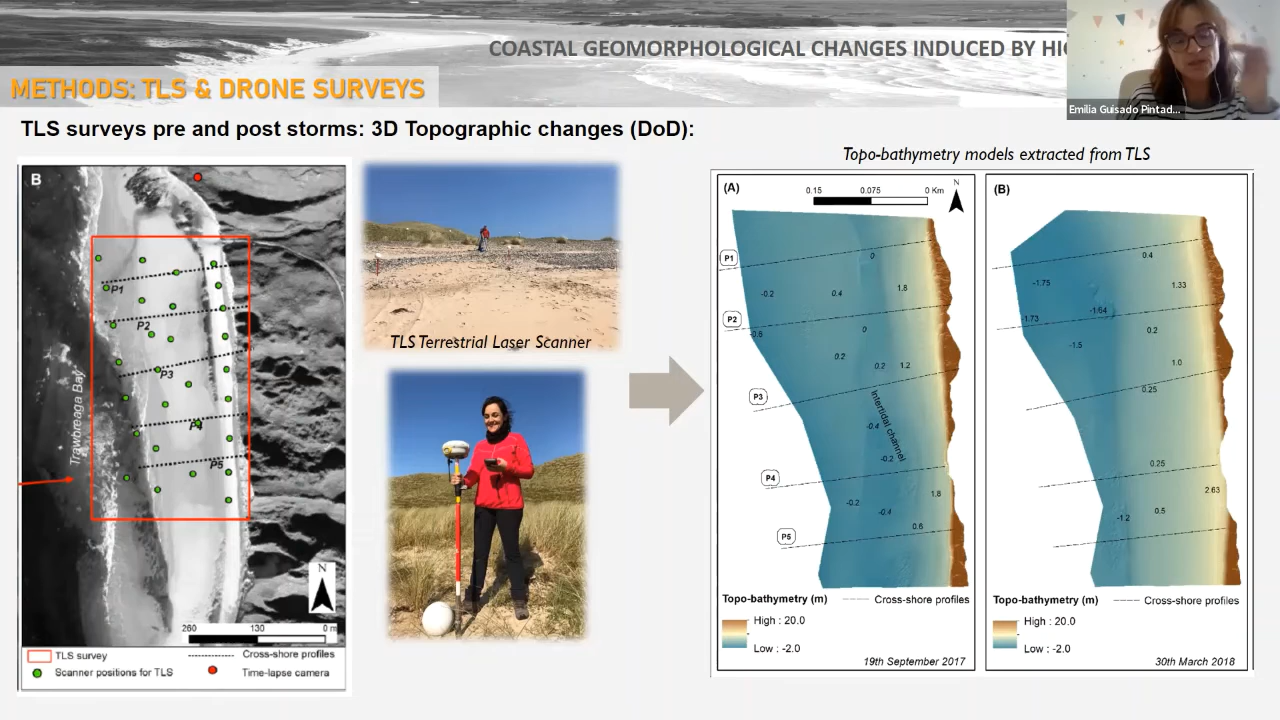 COASTAL GEOMORPHOLOGICAL CHANGES INDUCED BY
METHODS: TLS & DRONE SURVEYS
Emilia Guisado Pintad...
TLS surveys pre and post storms: 3D Topographic changes (DoD):
B
P1
P2
P3
P5
Trawbreaga Bay
N
260 130 0 m
TLS survey
Cross-shore profiles
Scanner positions for TLS
Time-lapse camera
TLS Terrestrial Laser Scanner
Topo-bathymetry models extracted from TLS
(A)
0.15 0.075 0 Km
N
P1
0
-0.2 0.4 1.8
P2
-0.6
0
0.2
0.2 1.2
P3
Intertidal channel
-0.4
-0.2
P4
1.8
-0.2
-0.4
0.6
P5
Topo-bathymetry (m)
Cross-shore profiles
High : 20.0
Low : -2.0
19th September 2017
(B)
0.4
-1.75
1.33
-1.64
-1.73
0.2
-1.5
1.0
0.25
0.25
2.63
0.5
-1.2
Topo-bathymetry (m)
Cross-shore profiles
High : 20.0
Low : -2.0
30th March 2018